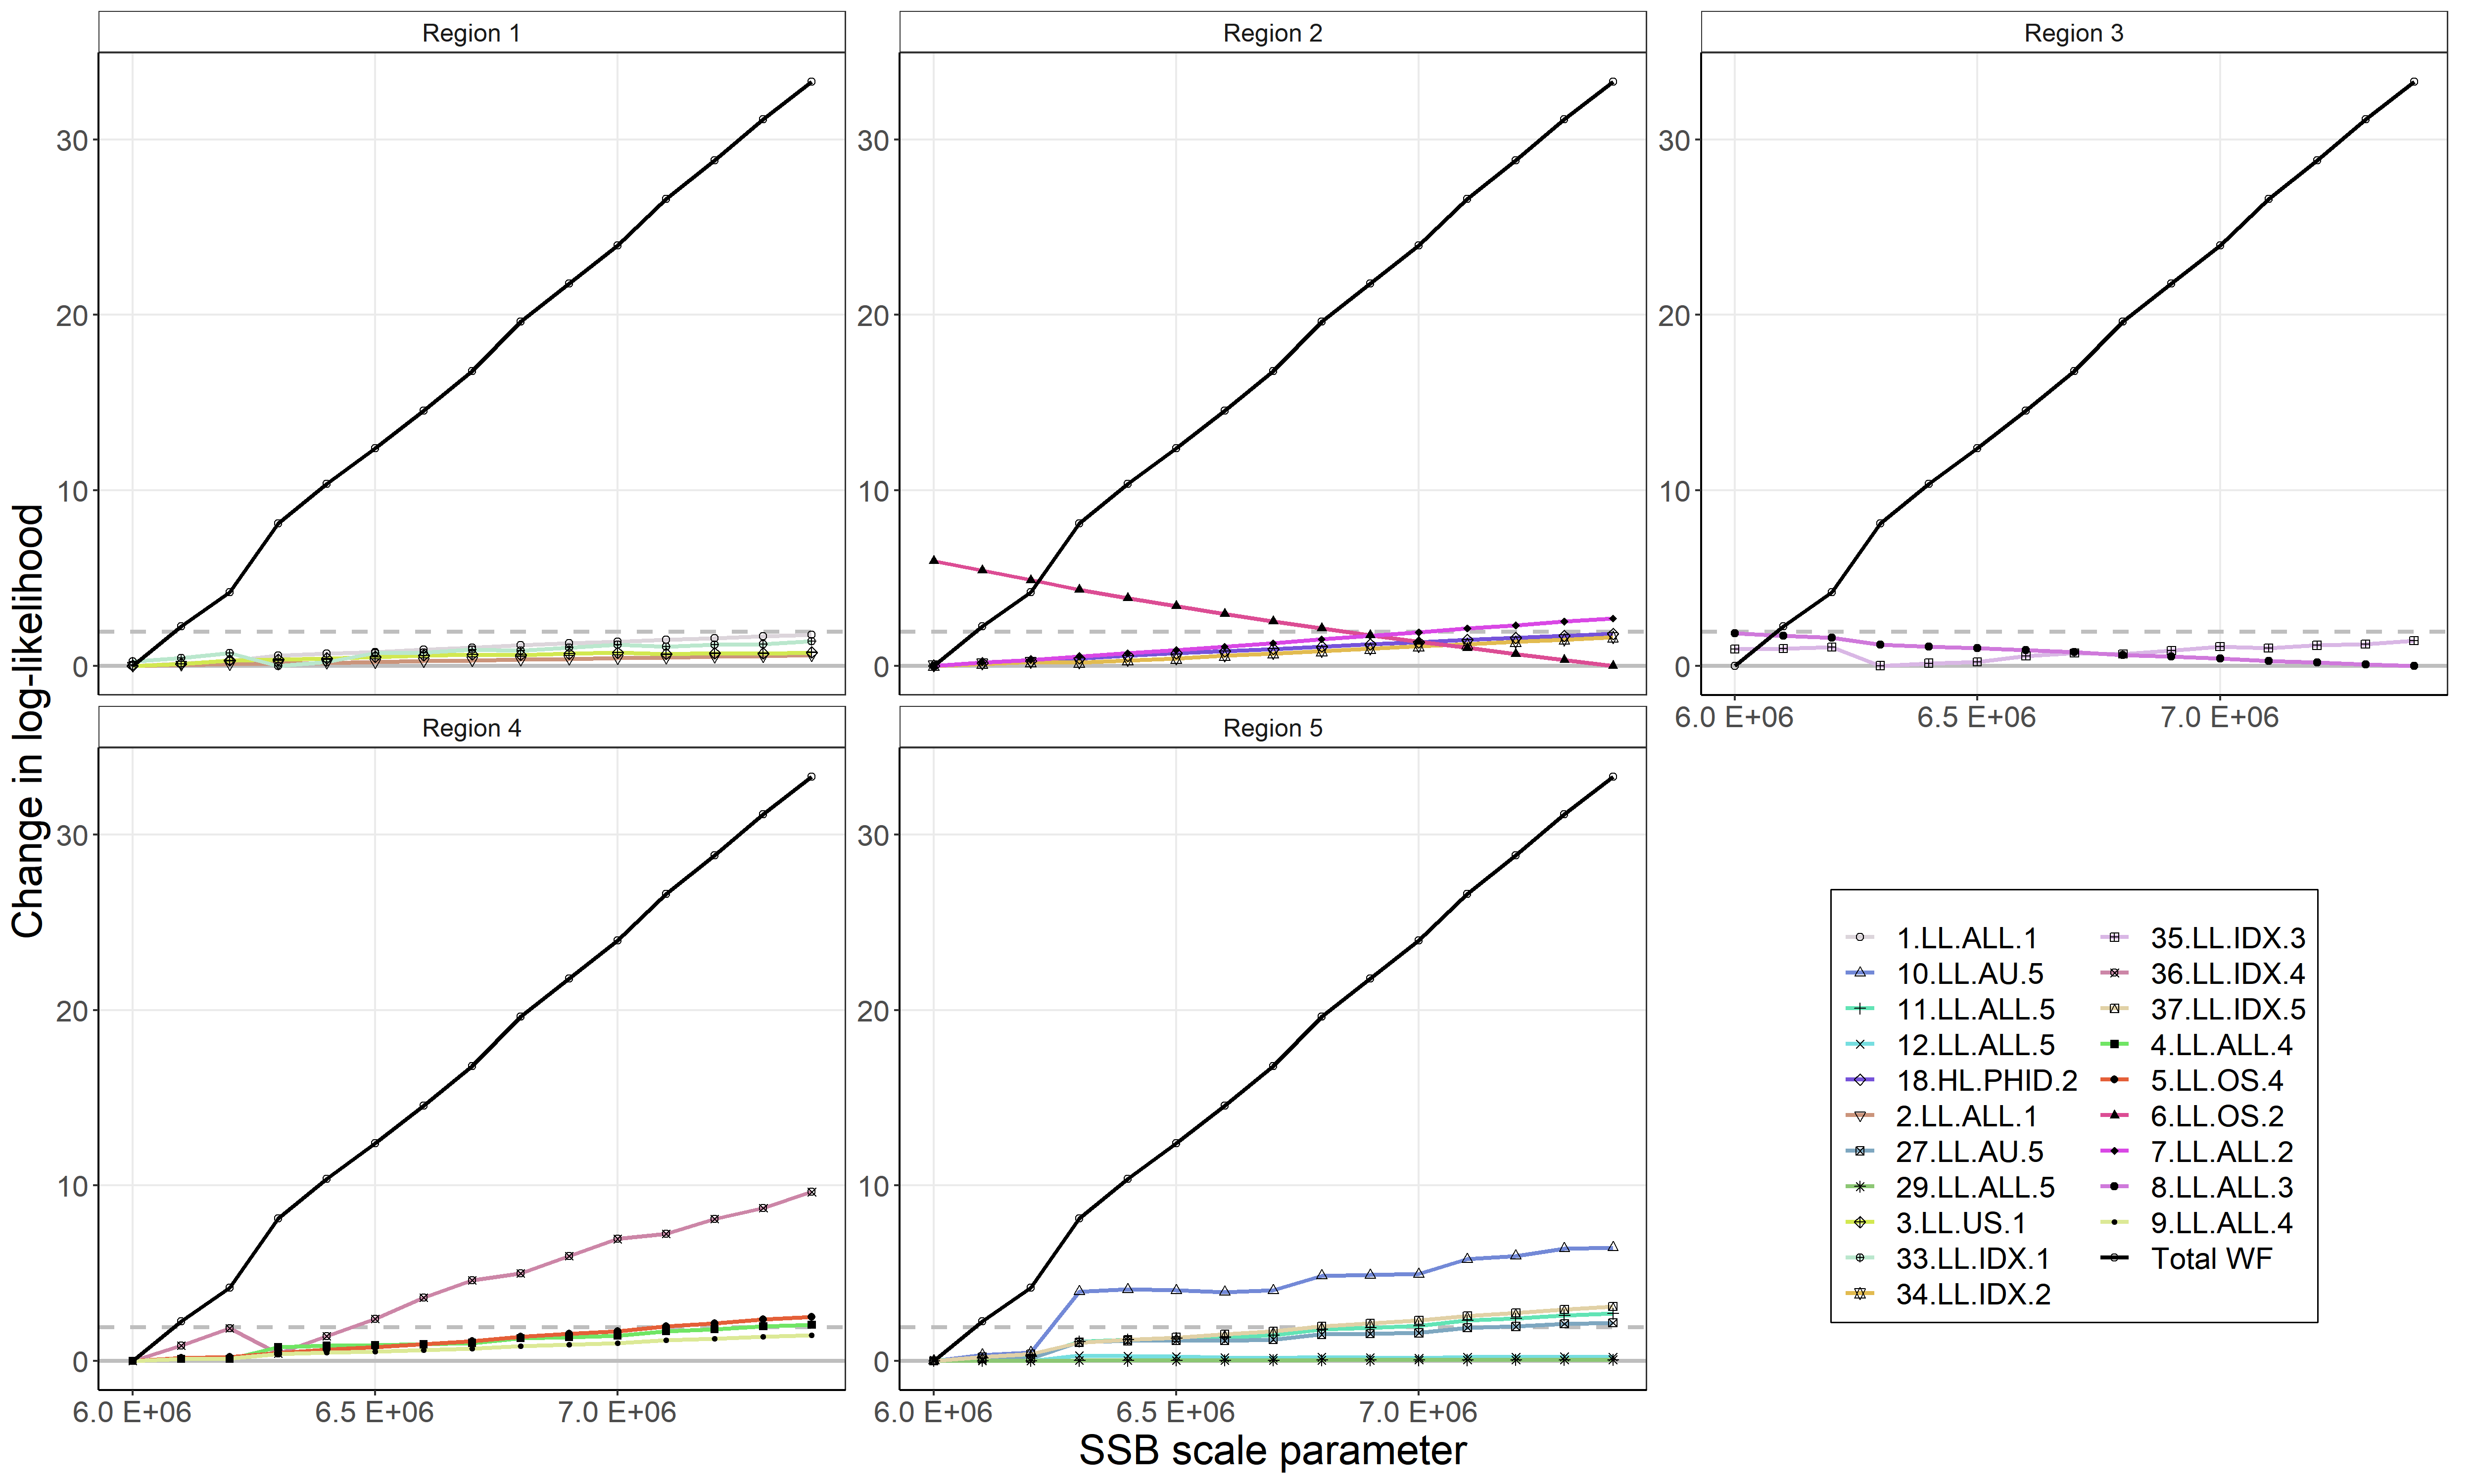 Region 1
Region 2
Region 3
30
20
10
0
30
20
10
0
30
20
10
0
6.0 E+06
6.5 E+06
7.0 E+06
Change in log-likelihood
Region 4
Region 5
30
20
10
0
6.0 E+06
6.5 E+06
7.0 E+06
30
20
10
0
6.0 E+06
6.5 E+06
7.0 E+06
SSB scale parameter
1.LL.ALL.1
10.LL.AU.5
11.LL.ALL.5
12.LL.ALL.5
18.HL.PHID.2
2.LL.ALL.1
27.LL.AU.5
29.LL.ALL.5
3.LL.US.1
33.LL.IDX.1
34.LL.IDX.2
35.LL.IDX.3
36.LL.IDX.4
37.LL.IDX.5
4.LL.ALL.4
5.LL.OS.4
6.LL.OS.2
7.LL.ALL.2
8.LL.ALL.3
9.LL.ALL.4
Total WF